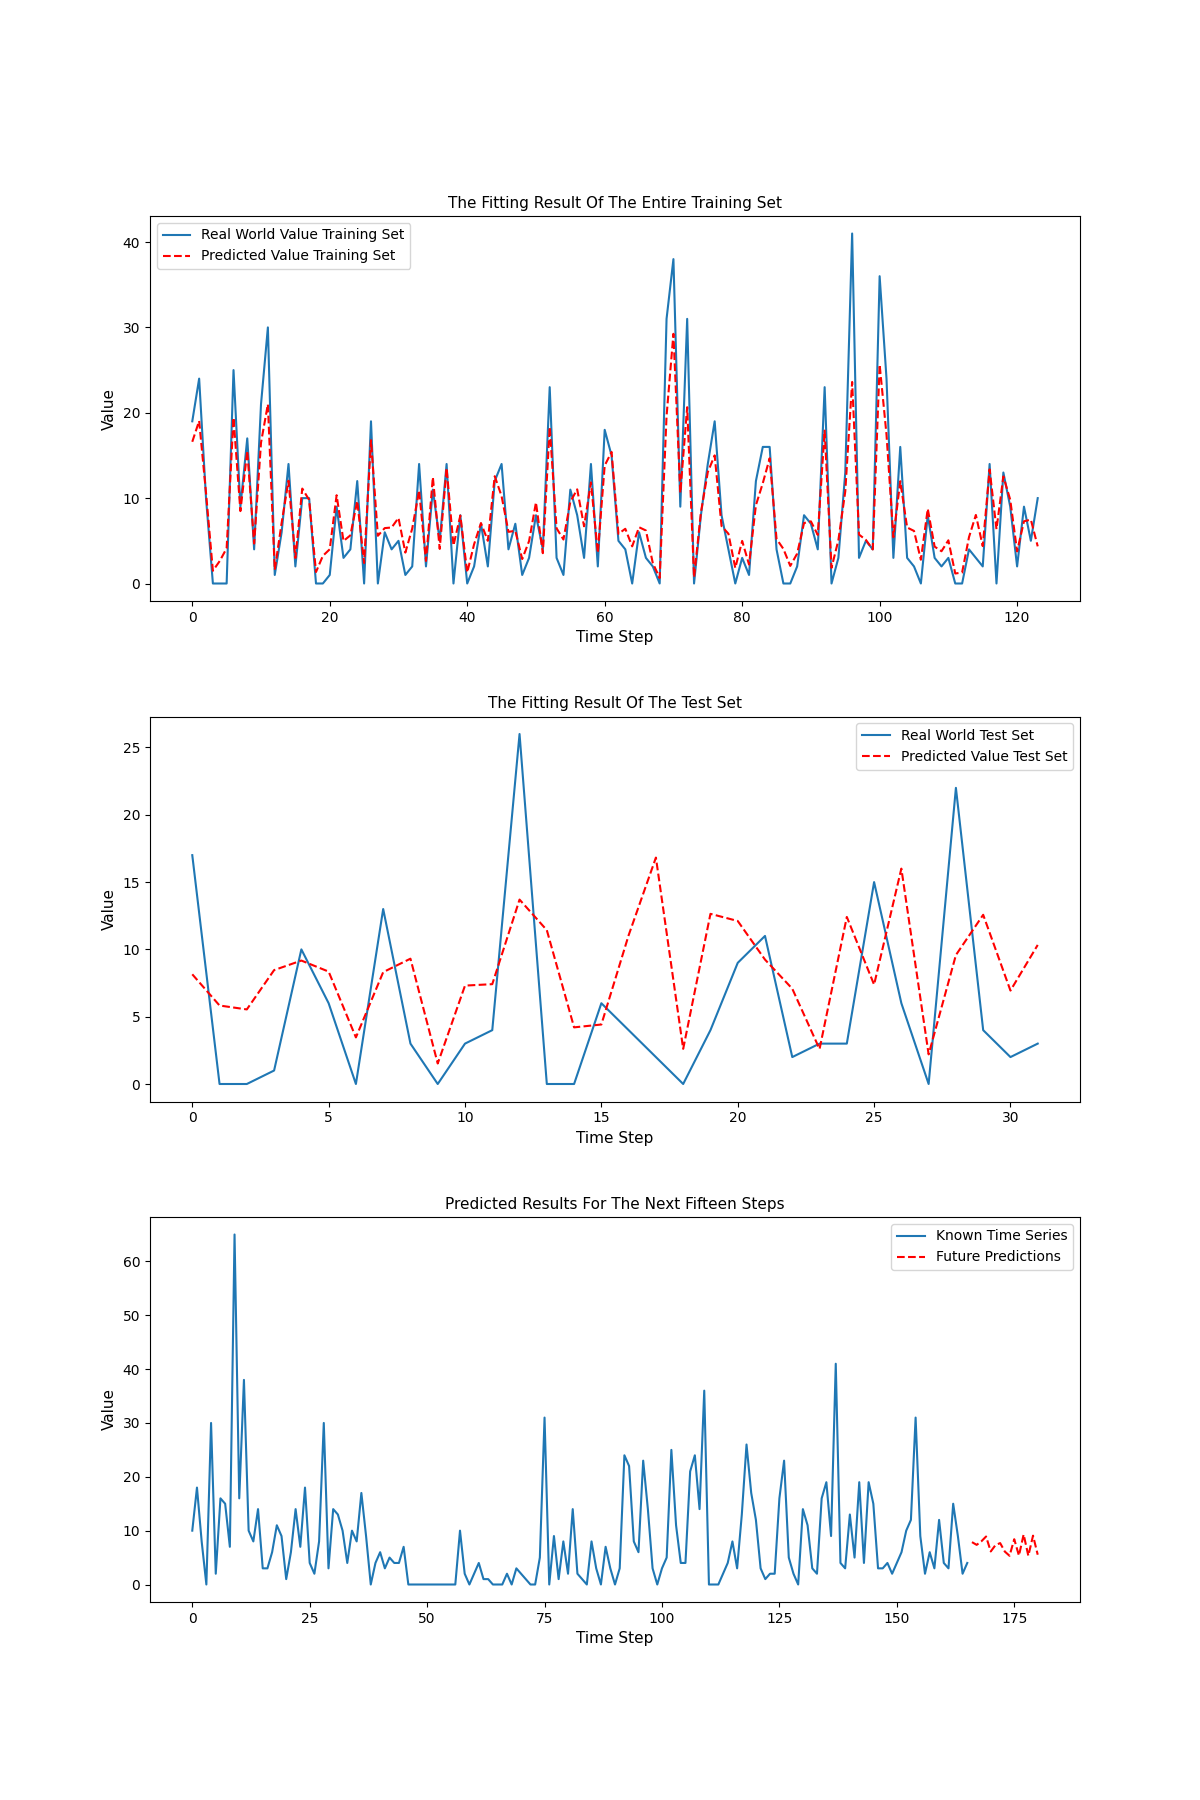 The Fitting Result Of The Entire Training Set
Real World Value Training Set
Predicted Value Training Set
Value
40
30
20
10
0
0 20 40 60 80 100 120
Time Step
The Fitting Result Of The Test Set
Real World Test Set
Predicted Value Test Set
Value
25
20
15
10
5
0
0 5 10 15 20 25 30
Time Step
Predicted Results For The Next Fifteen Steps
Known Time Series
Future Predictions
Value
60
50
40
30
20
10
0
0 25 50 75 100 125 150 175
Time Step